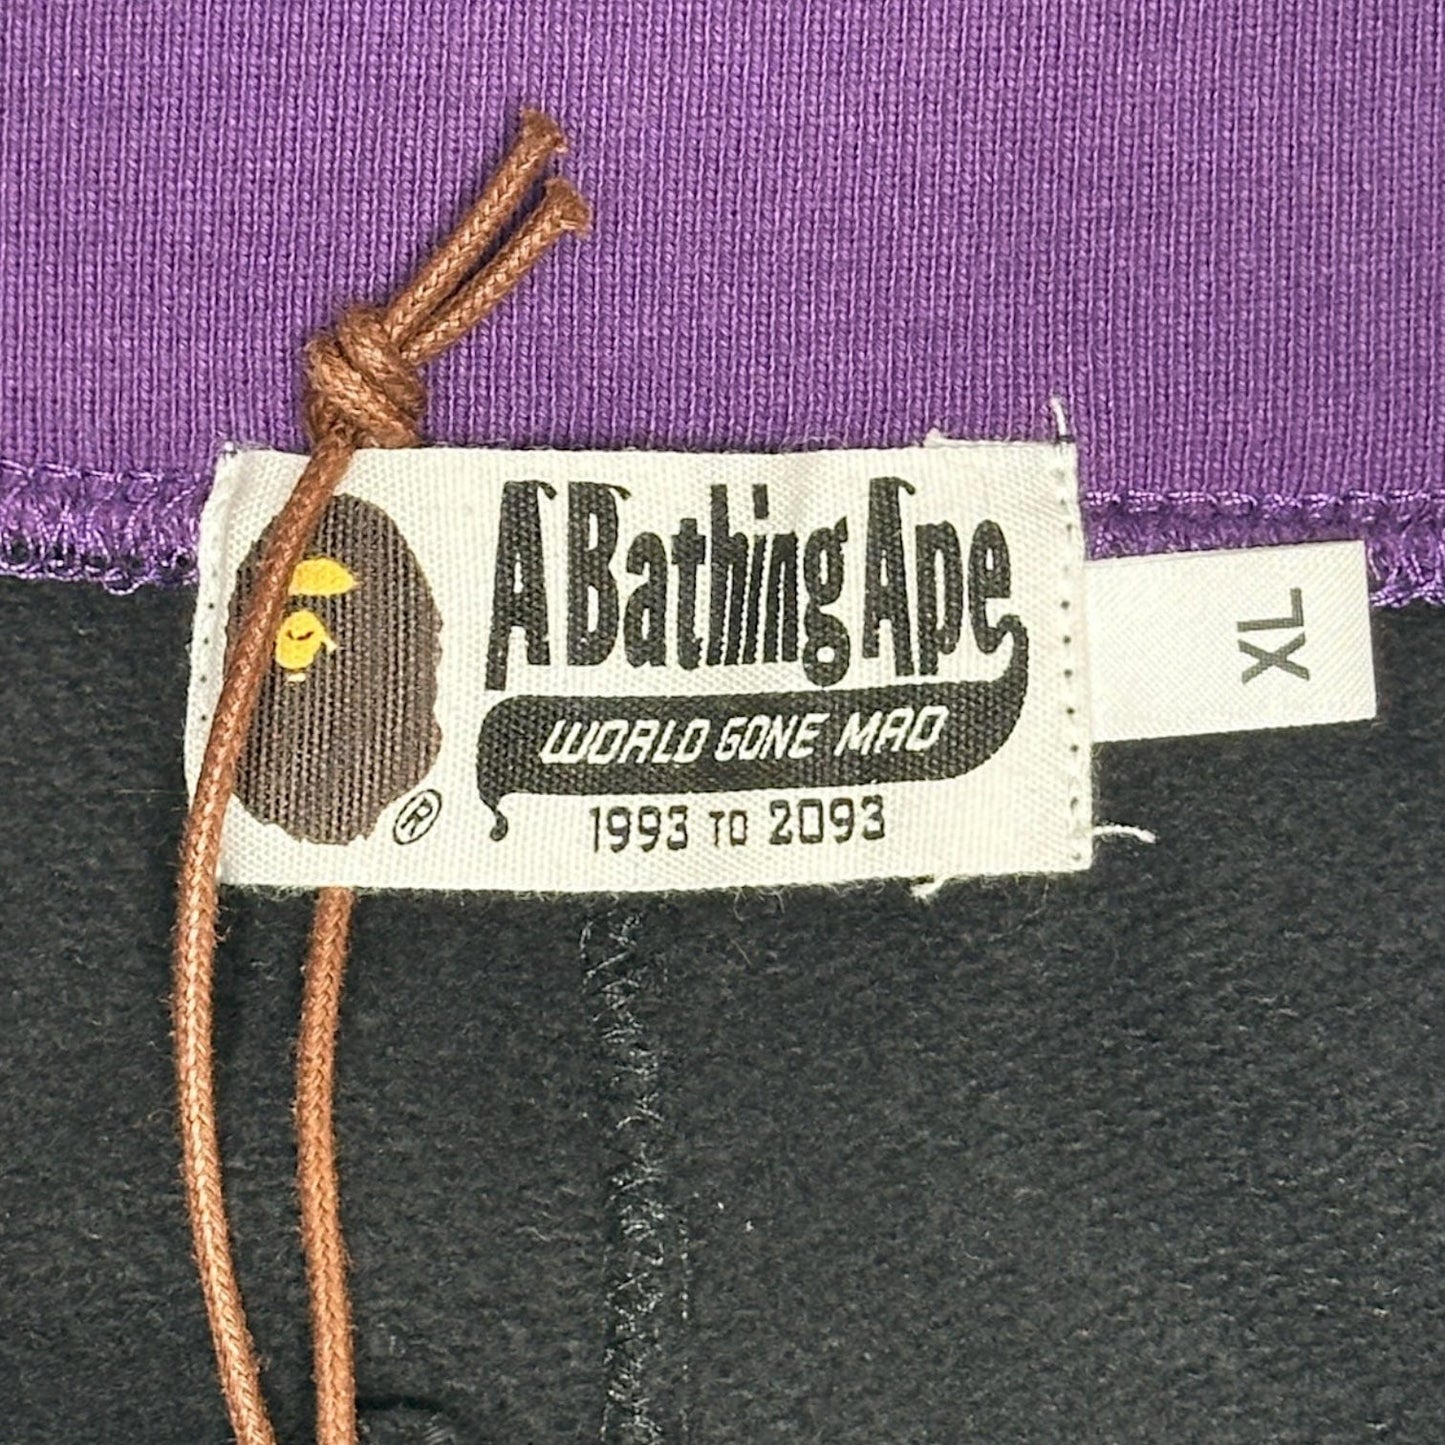 A Bathing Ape
WORLD GONE MAD
1993 TO 2093
®
XL